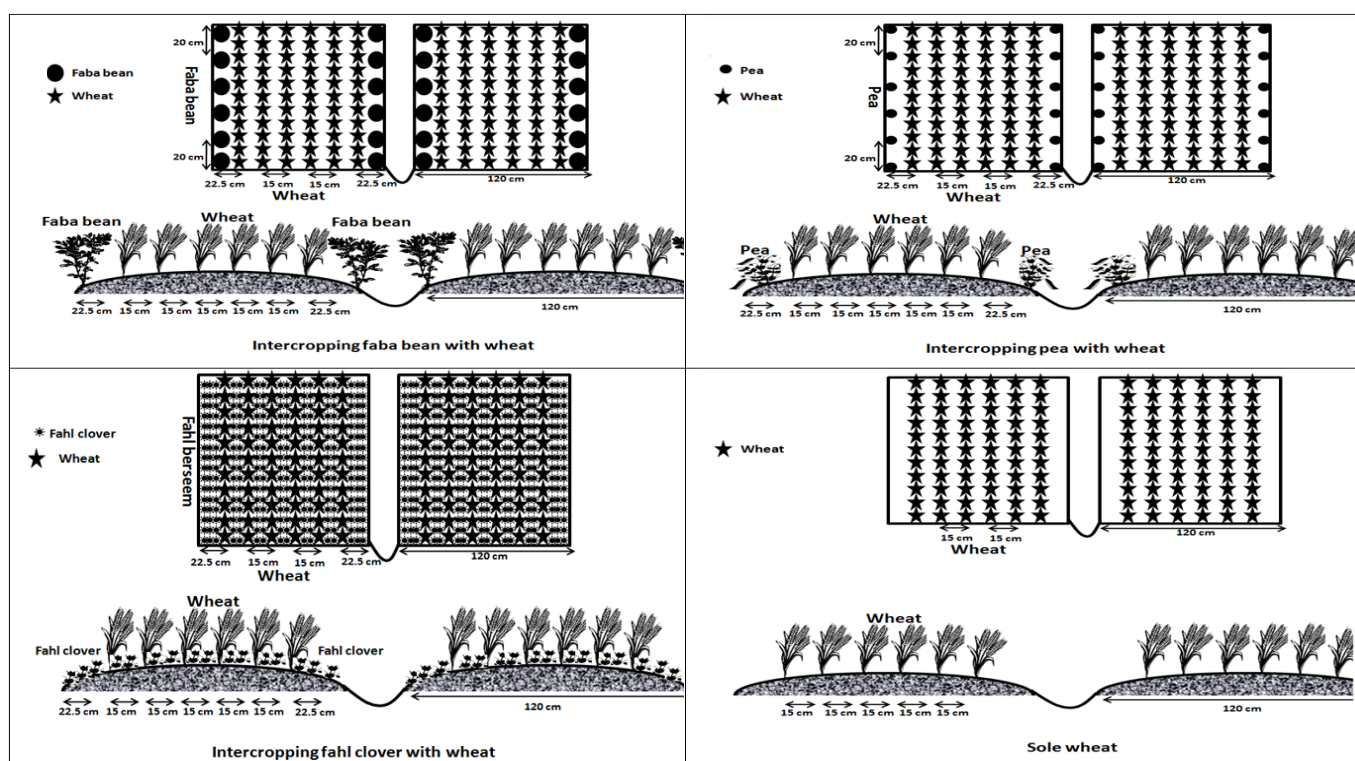 20 cm
Faba bean
Wheat
Faba bean
20 cm
22.5 cm 15 cm 15 cm 22.5 cm 120 cm
Wheat
Faba bean Wheat Faba bean
22.5 cm 15 cm 15 cm 15 cm 15 cm 15 cm 22.5 cm 120 cm
Intercropping faba bean with wheat
20 cm
Pea
Wheat
Pea
20 cm
22.5 cm 15 cm 15 cm 22.5 cm 120 cm
Wheat
Wheat
Pea Pea
22.5 cm 15 cm 15 cm 15 cm 15 cm 15 cm 22.5 cm 120 cm
Intercropping pea with wheat
Fahl clover
Wheat
Fahl berseem
22.5 cm 15 cm 15 cm 22.5 cm 120 cm
Wheat
Wheat
Fahl clover Fahl clover
22.5 cm 15 cm 15 cm 15 cm 15 cm 15 cm 22.5 cm 120 cm
Intercropping fahl clover with wheat
Wheat
15 cm 15 cm 120 cm
Wheat
Wheat
15 cm 15 cm 15 cm 15 cm 15 cm 120 cm
Sole wheat